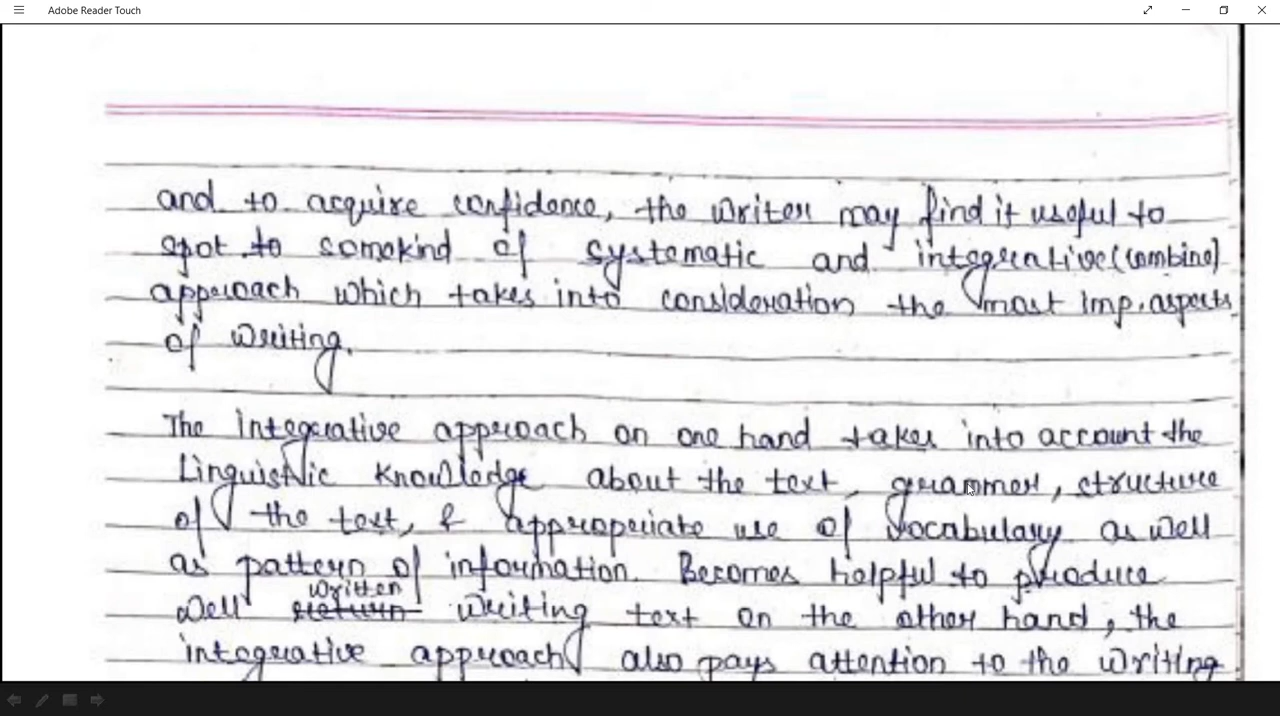 Adobe Reader Touch
and to acquire confidence, the writer may find it useful to
spot to somekind of systematic and integrative (combine)
approach which takes into consideration the most imp. aspects
of writing.
The integrative approach on one hand takes into account the
Linguistic knowledge about the text, grammer, structure
of the text, & appropriate use of vocabulary as well
as pattern of information. Becomes helpful to produce
written
well return writing text on the other hand, the
integrative approach also pays attention to the writing